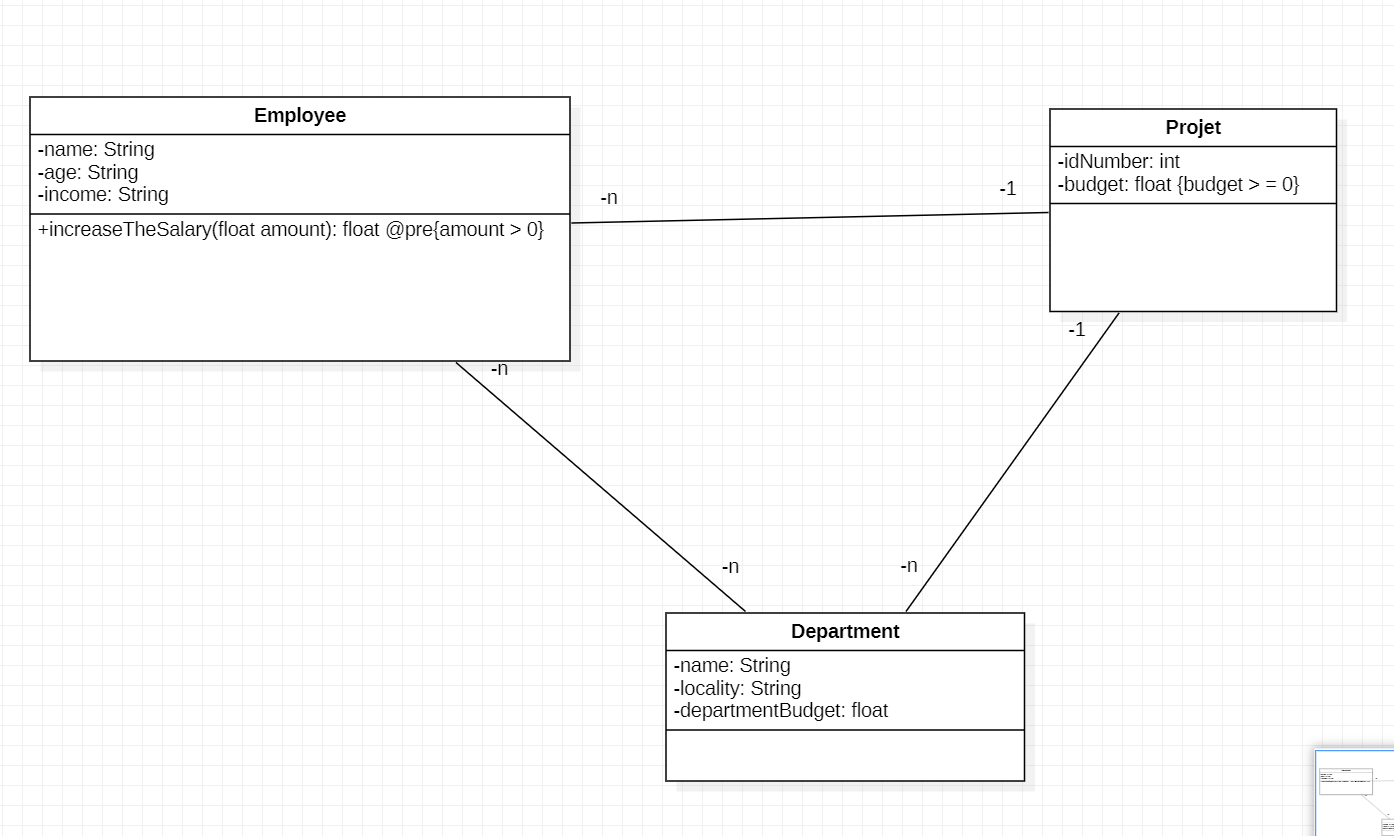 Employee
-name: String
-age: String
-income: String
+increaseTheSalary(float amount): float @pre{amount > 0}
-n
-1
Projet
-idNumber: int
-budget: float {budget > = 0}
-1
-n
-n
-n
Department
-name: String
-locality: String
-departmentBudget: float